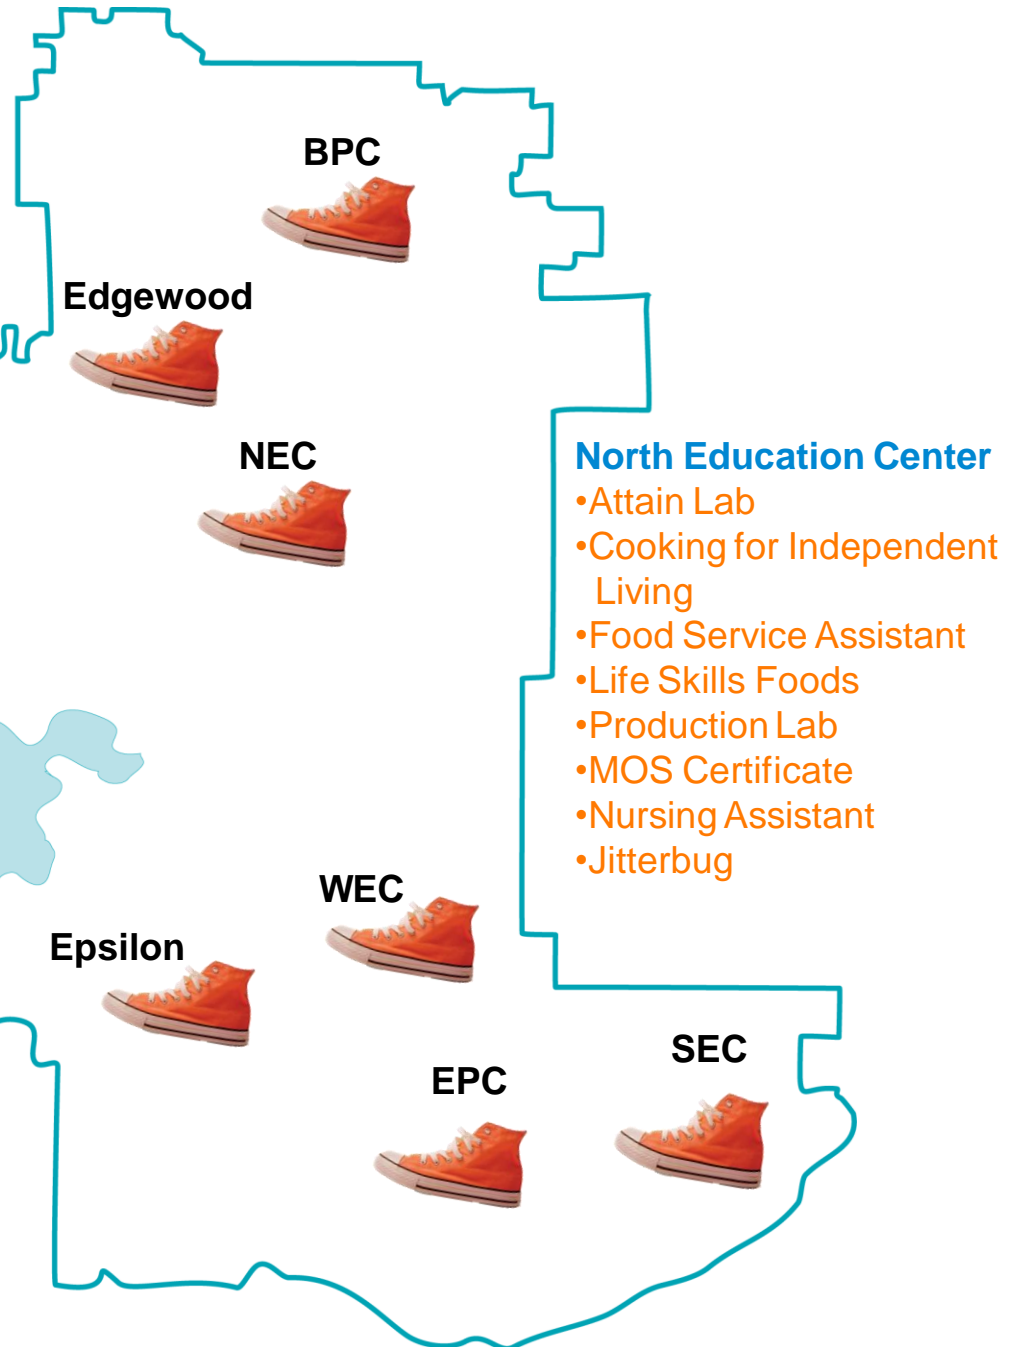 BPC
Edgewood
NEC
North Education Center
•Attain Lab
•Cooking for Independent
Living
•Food Service Assistant
•Life Skills Foods
•Production Lab
•MOS Certificate
•Nursing Assistant
•Jitterbug
WEC
Epsilon
SEC
EPC